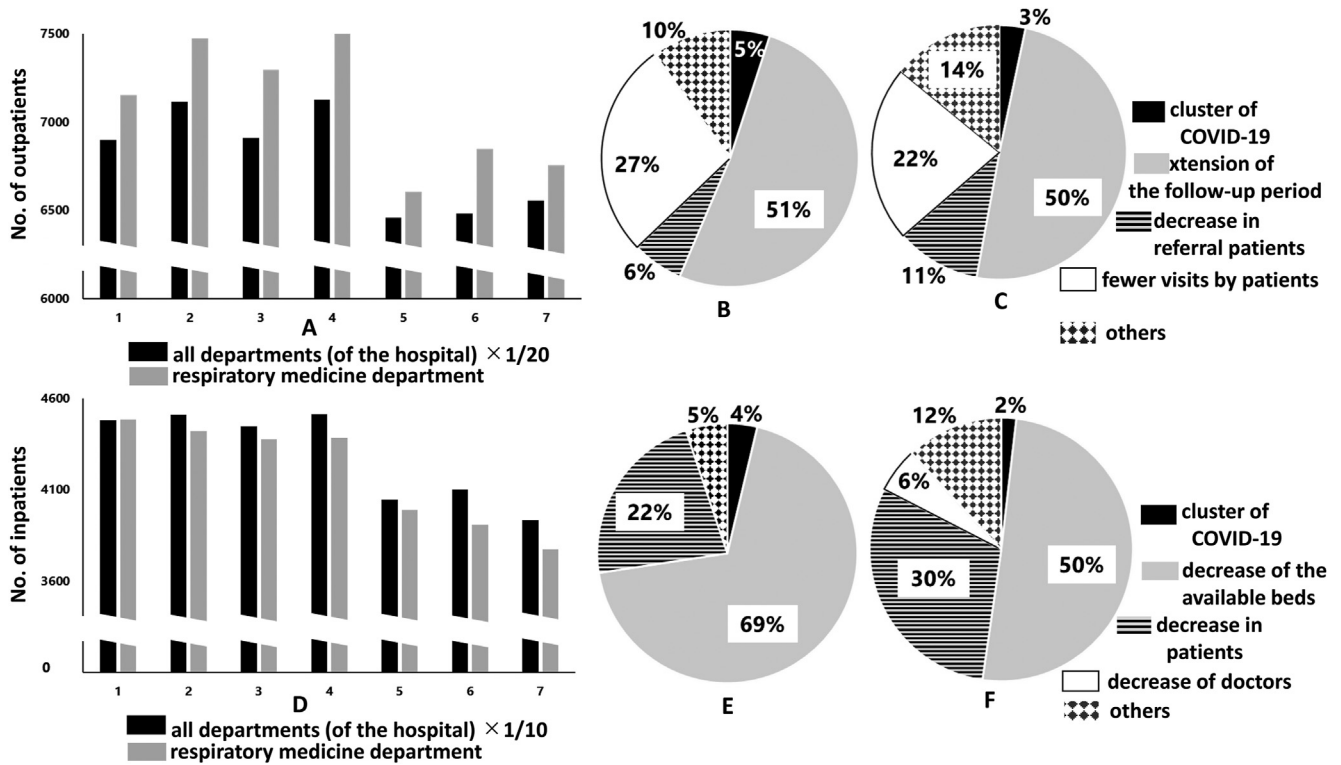 7500
7000
6500
6000
No. of outpatients
1 2 3 4 5 6 7
A
all departments (of the hospital) ×1/20
respiratory medicine department
10%
5%
27%
51%
6%
B
3%
14%
22%
50%
11%
C
cluster of
COVID-19
xtension of
the follow-up period
decrease in
referral patients
fewer visits by patients
others
4600
4100
3600
0
No. of inpatients
1 2 3 4 5 6 7
D
all departments (of the hospital) ×1/10
respiratory medicine department
5%
4%
22%
69%
E
12%
2%
6%
30%
50%
F
cluster of
COVID-19
decrease of the
available beds
decrease in
patients
decrease of doctors
others